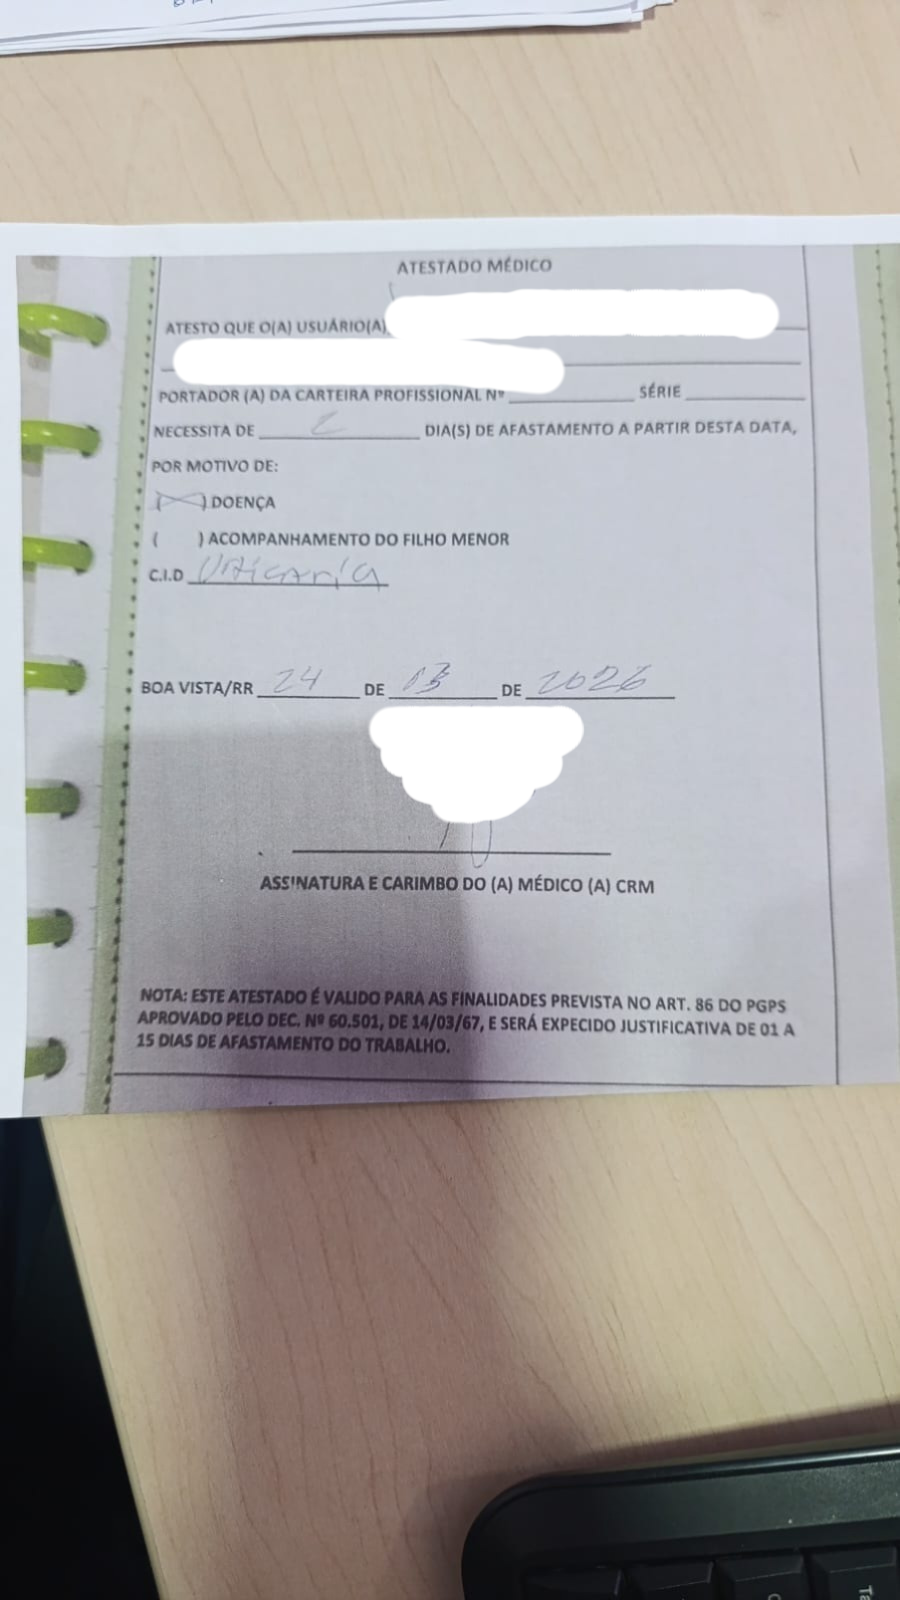 ATESTADO MÉDICO
ATESTO QUE O(A) USUÁRIO(A)
PORTADOR (A) DA CARTEIRA PROFISSIONAL Nº ____________ SÉRIE ____________
NECESSITA DE 2 DIA(S) DE AFASTAMENTO A PARTIR DESTA DATA,
POR MOTIVO DE:
(X) DOENÇA
( ) ACOMPANHAMENTO DO FILHO MENOR
C.I.D Urticaria
BOA VISTA/RR 24 DE 03 DE 2026
ASSINATURA E CARIMBO DO (A) MÉDICO (A) CRM
NOTA: ESTE ATESTADO É VALIDO PARA AS FINALIDADES PREVISTA NO ART. 86 DO PGPS
APROVADO PELO DEC. Nº 60.501, DE 14/03/67, E SERÁ EXPECIDO JUSTIFICATIVA DE 01 A
15 DIAS DE AFASTAMENTO DO TRABALHO.